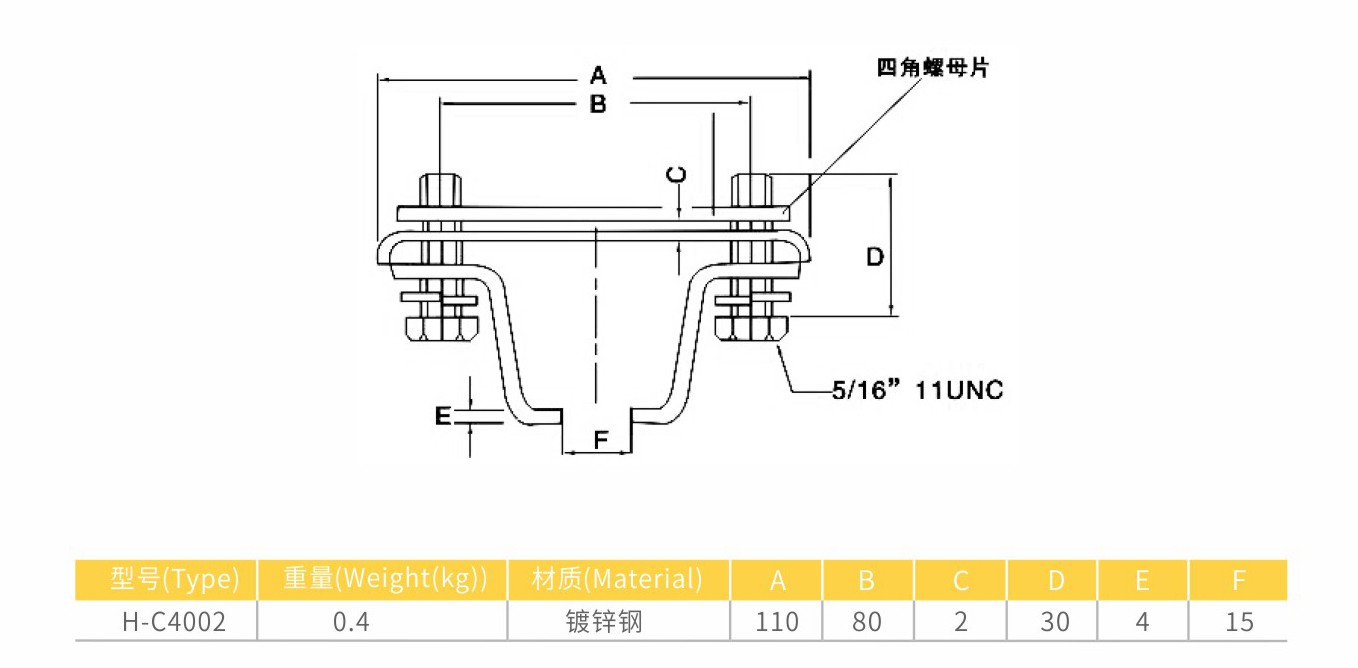 A
四角螺母片
B
C
D
5/16” 11UNC
E
F
型号(Type) 重量(Weight(kg)) 材质(Material) A B C D E F
H-C4002 0.4 镀锌钢 110 80 2 30 4 15